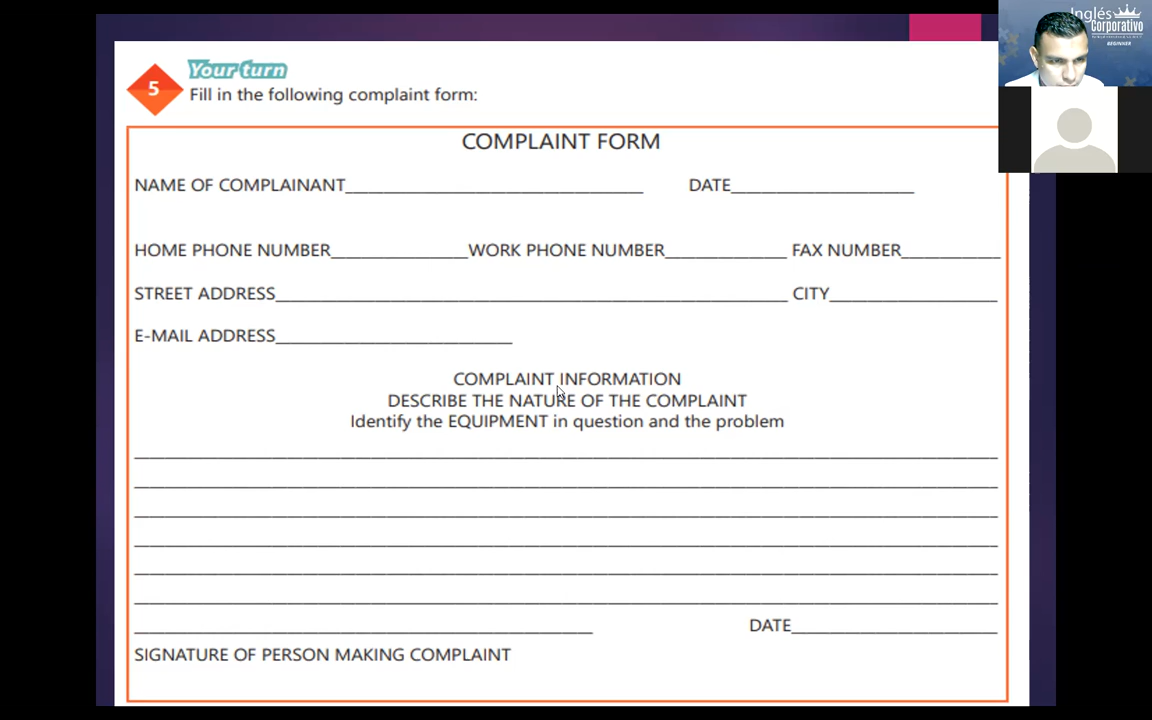 Inglés
Corporativo
BEGINNER
5
Your turn
Fill in the following complaint form:
COMPLAINT FORM
NAME OF COMPLAINANT DATE
HOME PHONE NUMBER WORK PHONE NUMBER FAX NUMBER
STREET ADDRESS CITY
E-MAIL ADDRESS
COMPLAINT INFORMATION
DESCRIBE THE NATURE OF THE COMPLAINT
Identify the EQUIPMENT in question and the problem
DATE
SIGNATURE OF PERSON MAKING COMPLAINT